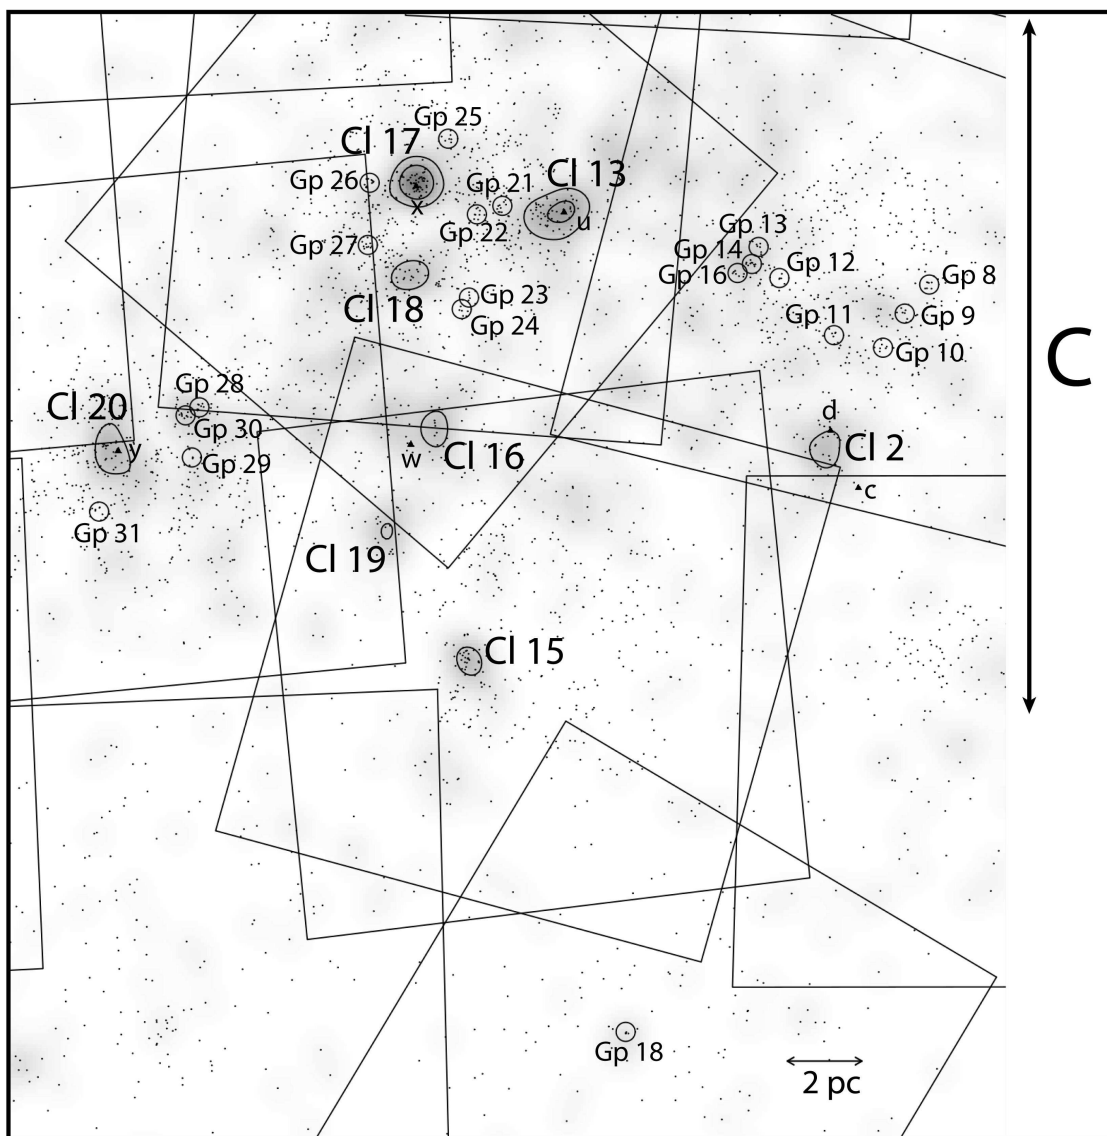 Gp 25
Cl 17
Cl 13
Gp 26
Gp 21
x
u
Gp 22
Gp 13
Gp 27
Gp 14
Gp 12
Gp 16
Gp 8
Cl 18
Gp 23
Gp 24
Gp 11
Gp 9
Gp 10
C
Gp 28
Cl 20
d
Gp 30
y
Cl 16
Cl 2
w
Gp 29
c
Gp 31
Cl 19
Cl 15
Gp 18
2 pc